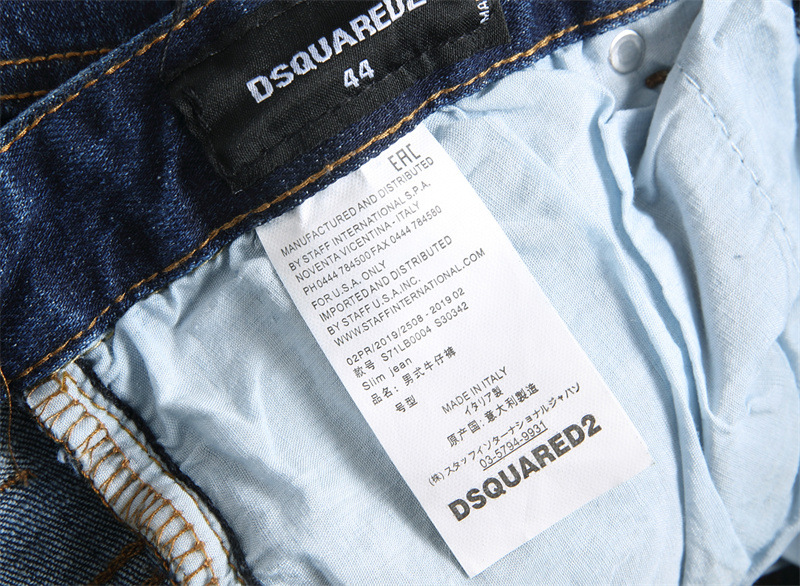 DSQUARED2
44
MA
EAC
MANUFACTURED AND DISTRIBUTED
BY STAFF INTERNATIONAL S.P.A.
NOVENTA VICENTINA - ITALY
PH0444 784500 FAX 0444 784580
FOR U.S.A. ONLY
IMPORTED AND DISTRIBUTED
BY STAFF U.S.A.INC.
WWW.STAFFINTERNATIONAL.COM
02PR/2019/2508 - 2019 02
款号 S71LB0004 S30342
Slim jean
品名: 男式牛仔裤
号型
MADE IN ITALY
イタリア製
原产国: 意大利製造
(株)スタッフインターナショナルジャパン
03-5794-9931
DSQUARED2